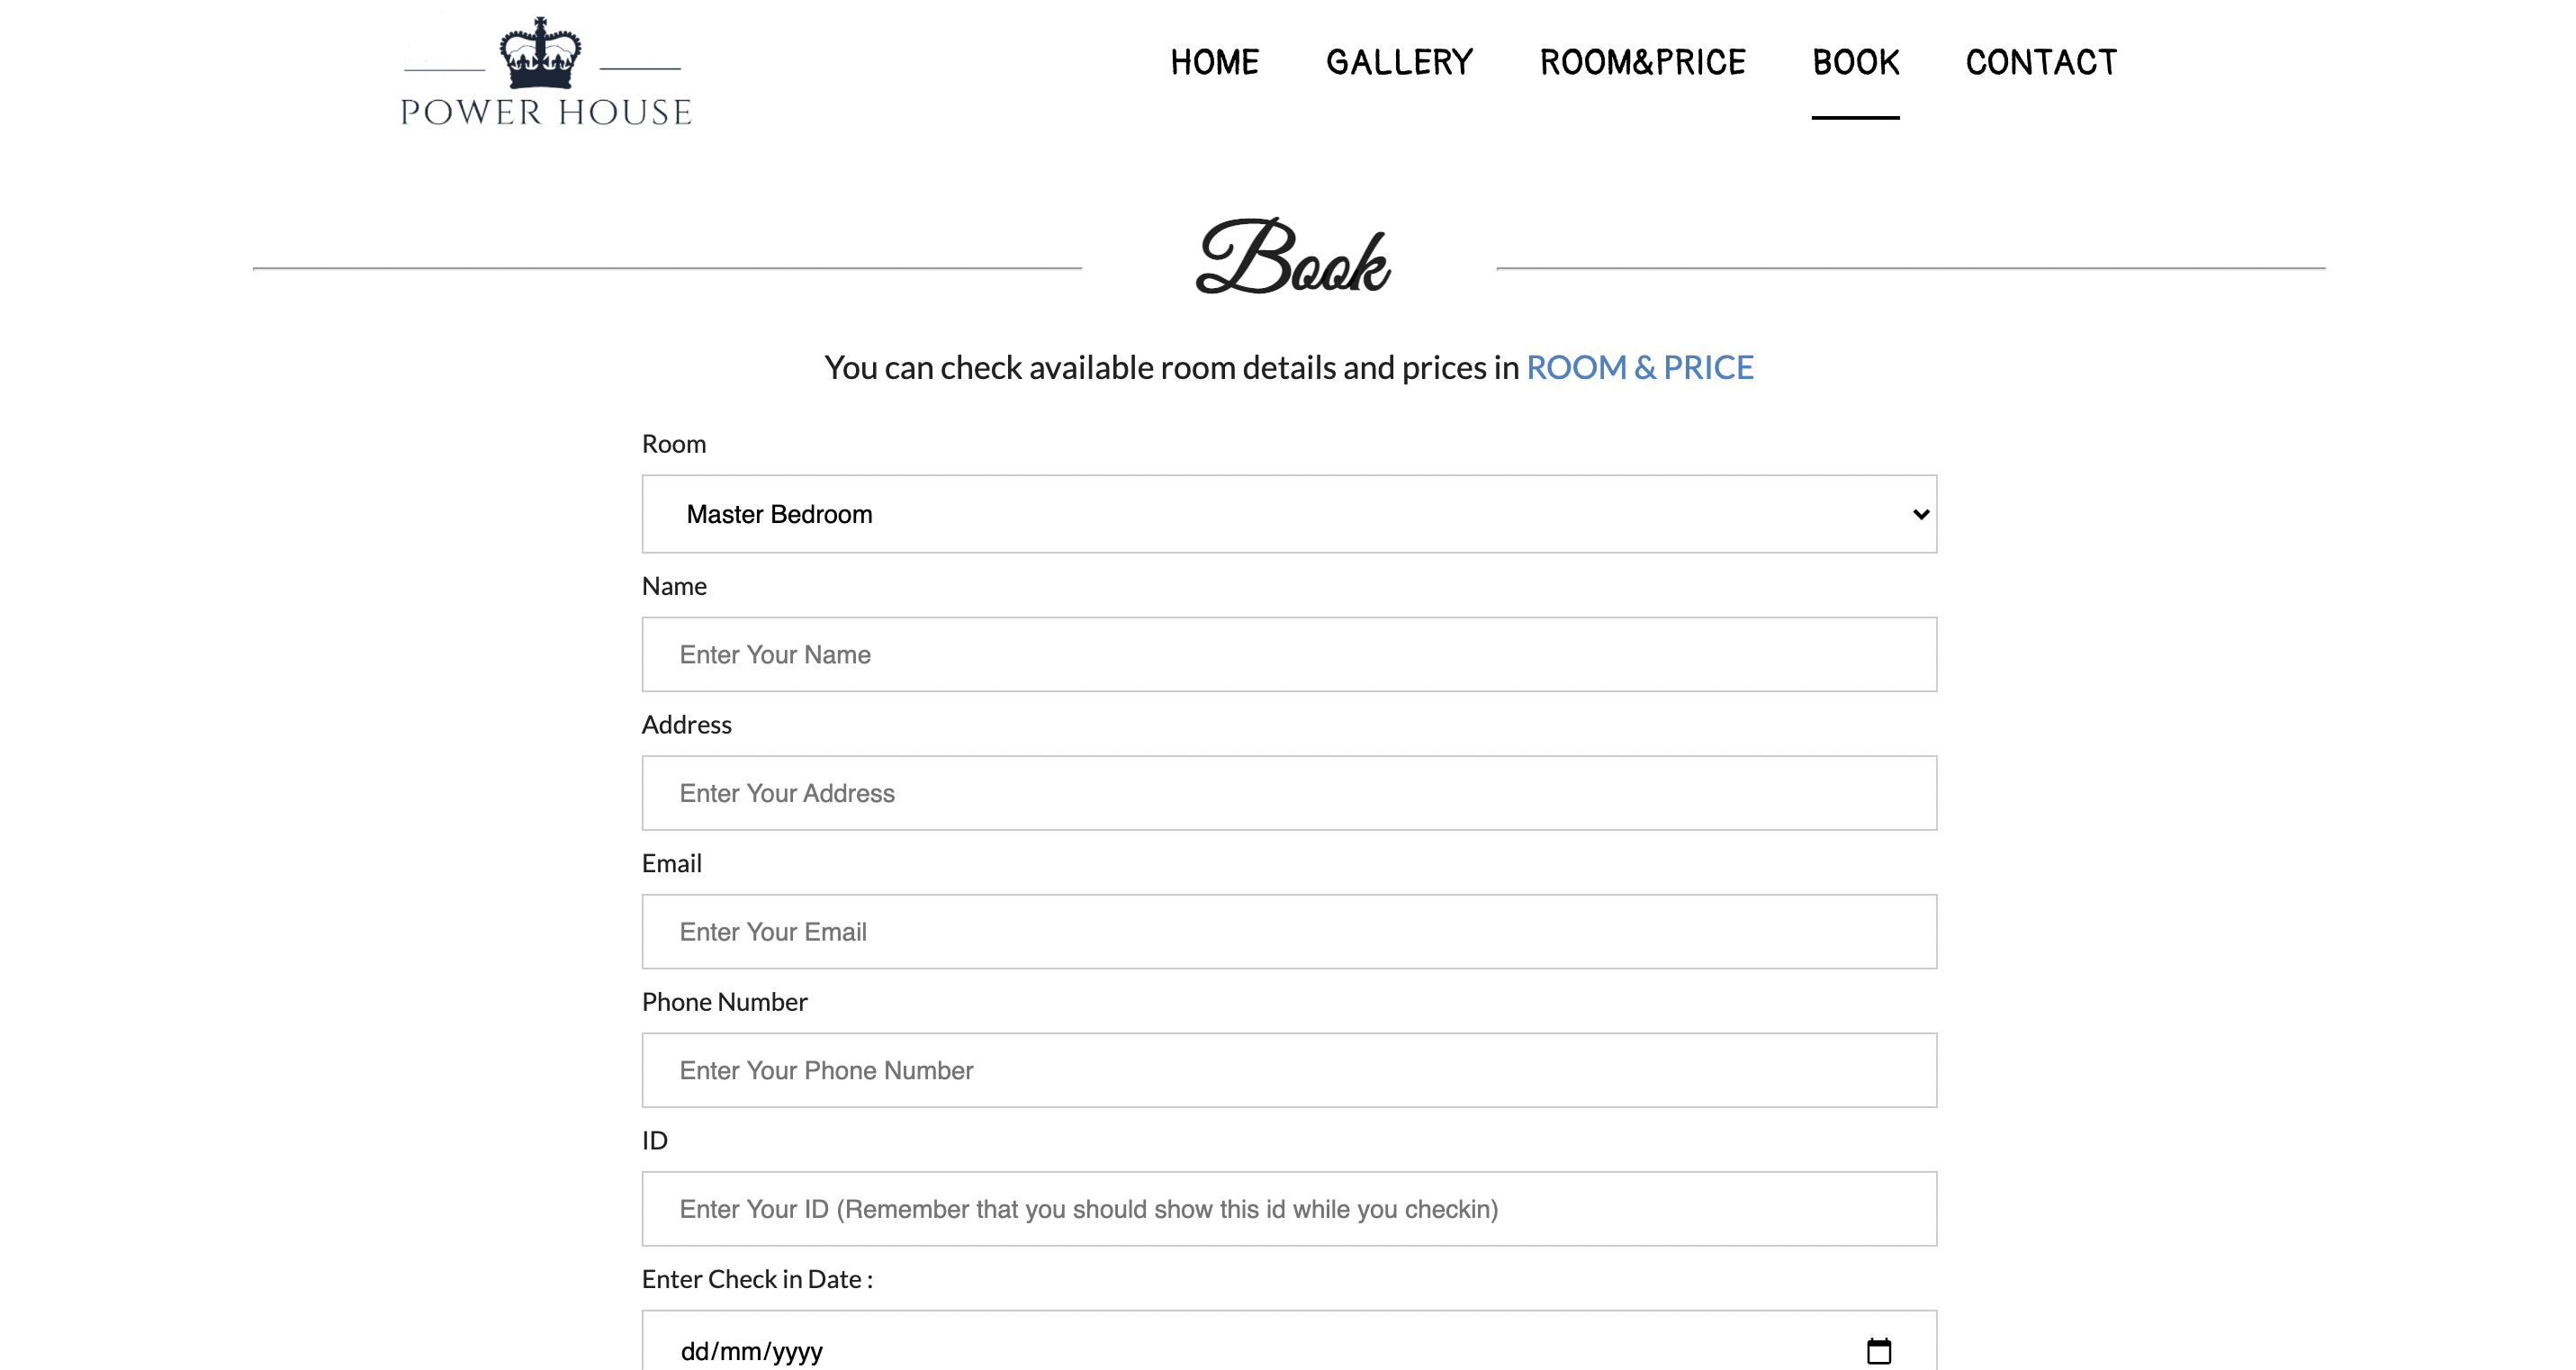 POWER HOUSE
HOME GALLERY ROOM&PRICE BOOK CONTACT
Book
You can check available room details and prices in ROOM & PRICE
Room
Master Bedroom
Name
Enter Your Name
Address
Enter Your Address
Email
Enter Your Email
Phone Number
Enter Your Phone Number
ID
Enter Your ID (Remember that you should show this id while you checkin)
Enter Check in Date :
dd/mm/yyyy